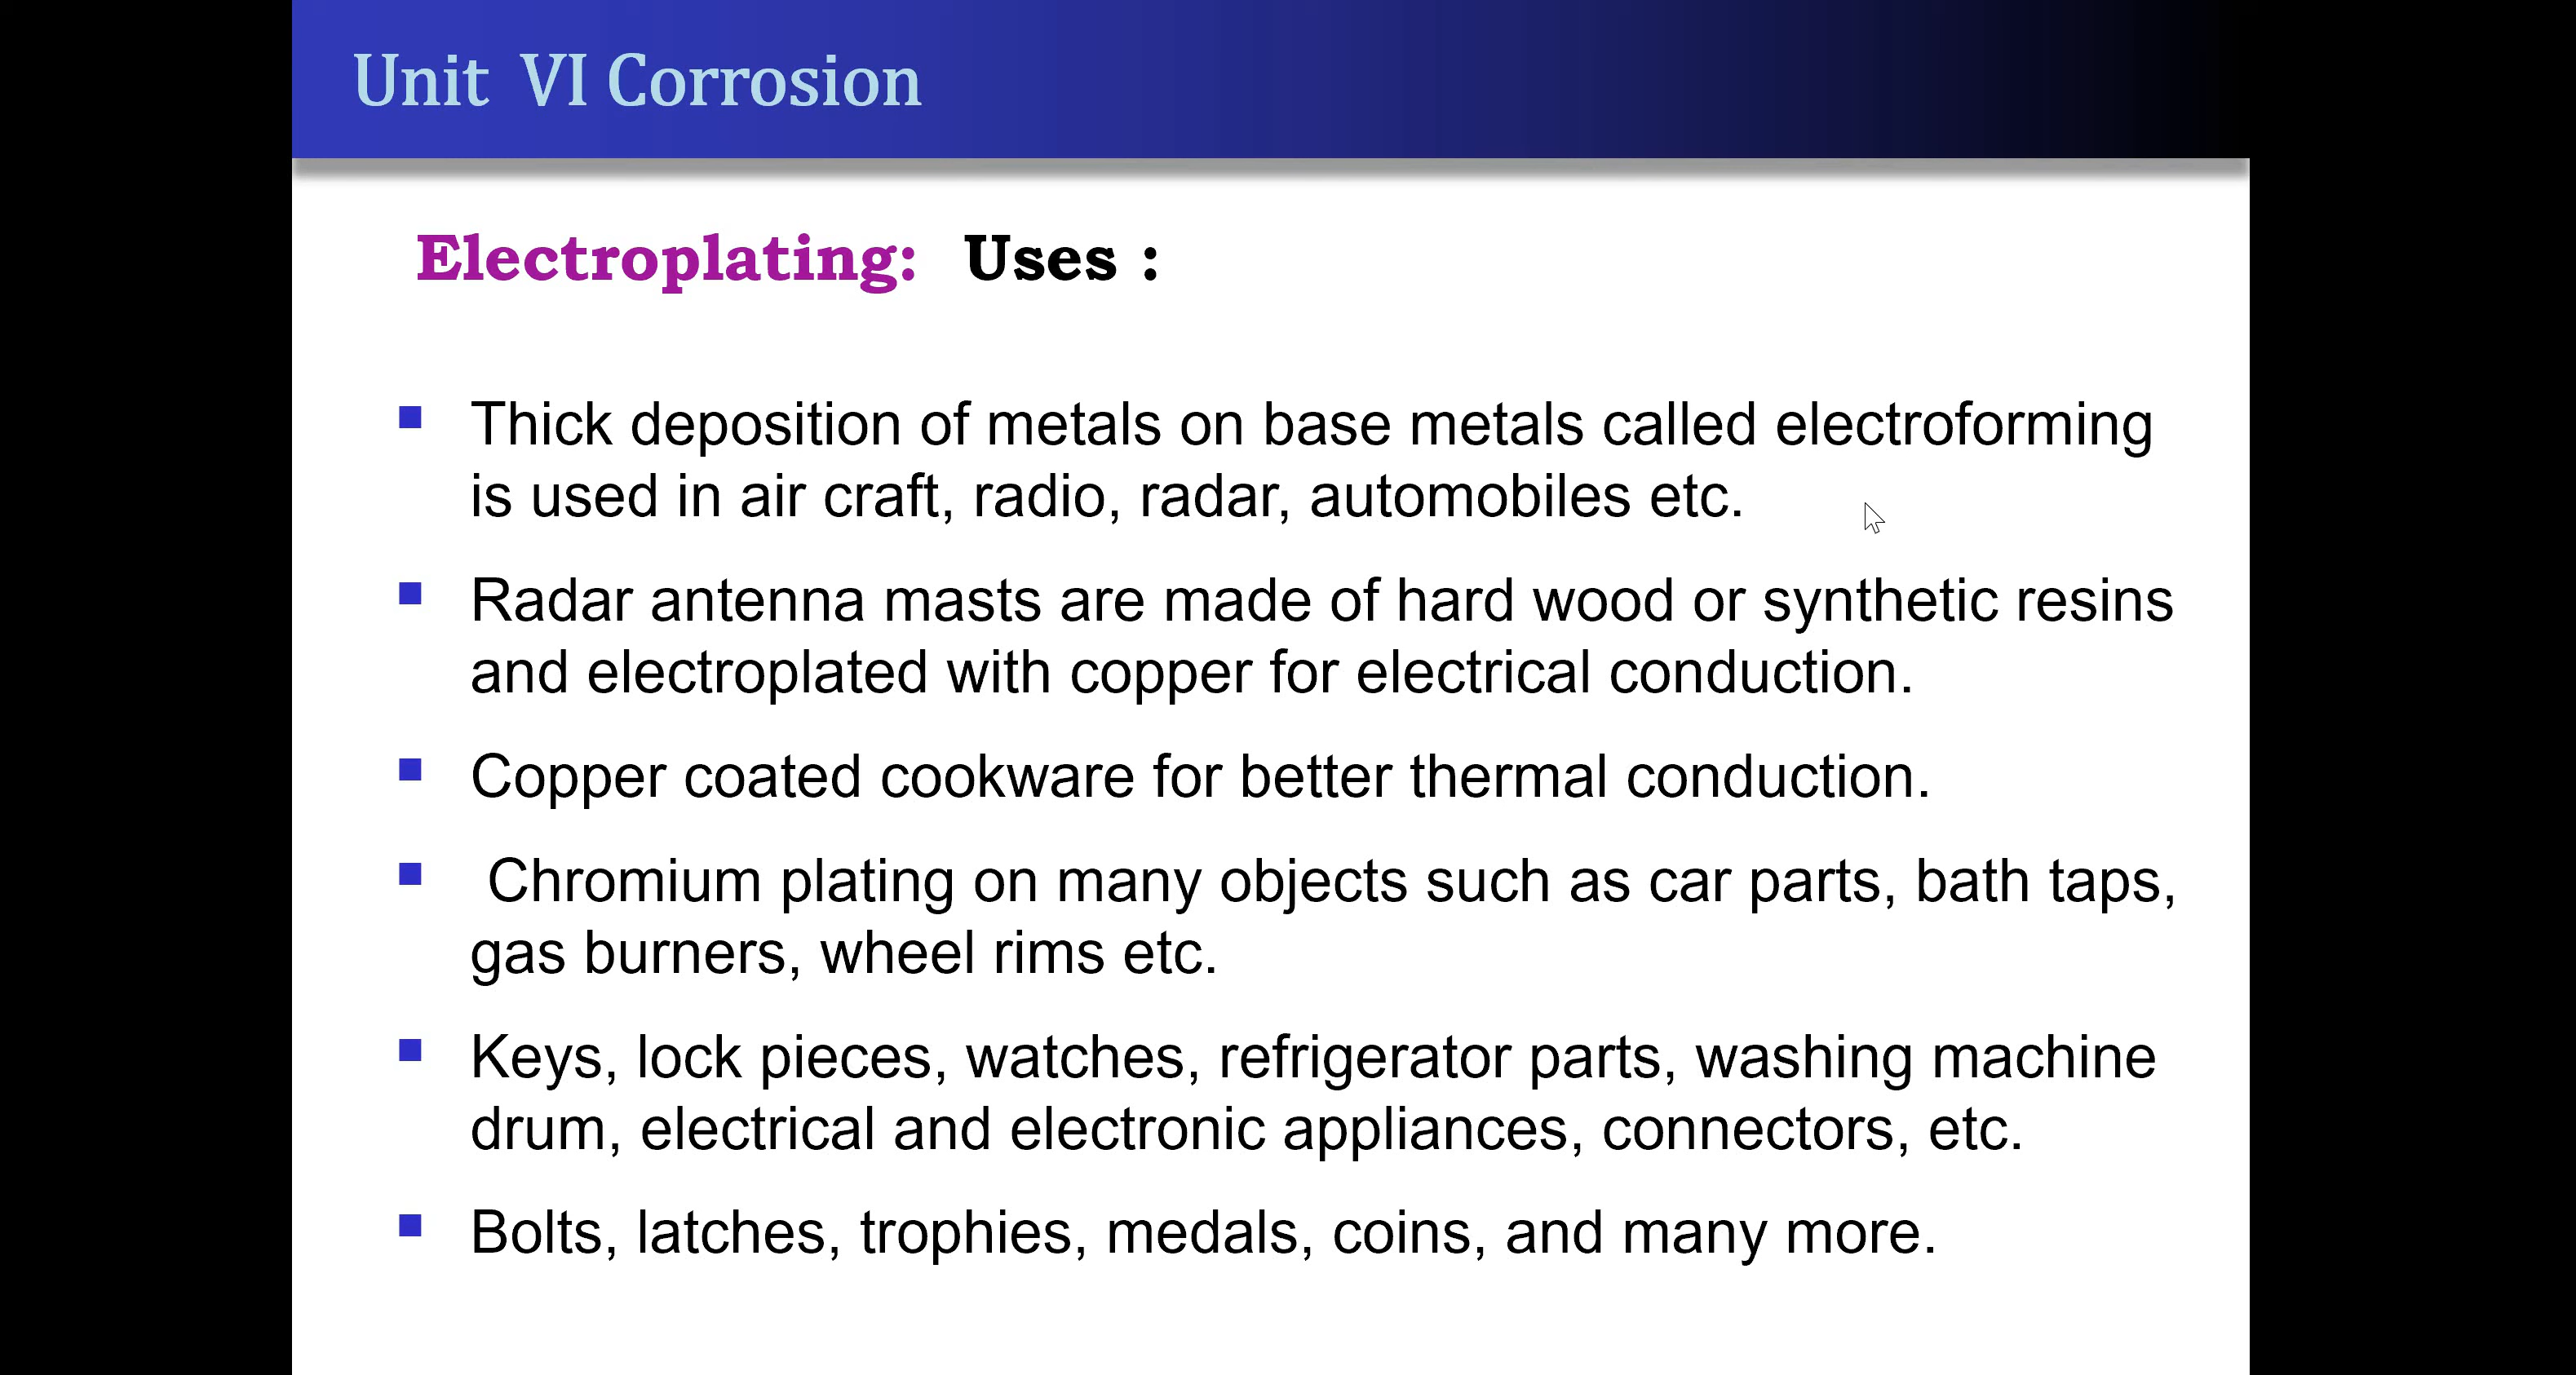 Unit VI Corrosion
Electroplating: Uses :
Thick deposition of metals on base metals called electroforming
is used in air craft, radio, radar, automobiles etc.
Radar antenna masts are made of hard wood or synthetic resins
and electroplated with copper for electrical conduction.
Copper coated cookware for better thermal conduction.
Chromium plating on many objects such as car parts, bath taps,
gas burners, wheel rims etc.
Keys, lock pieces, watches, refrigerator parts, washing machine
drum, electrical and electronic appliances, connectors, etc.
Bolts, latches, trophies, medals, coins, and many more.